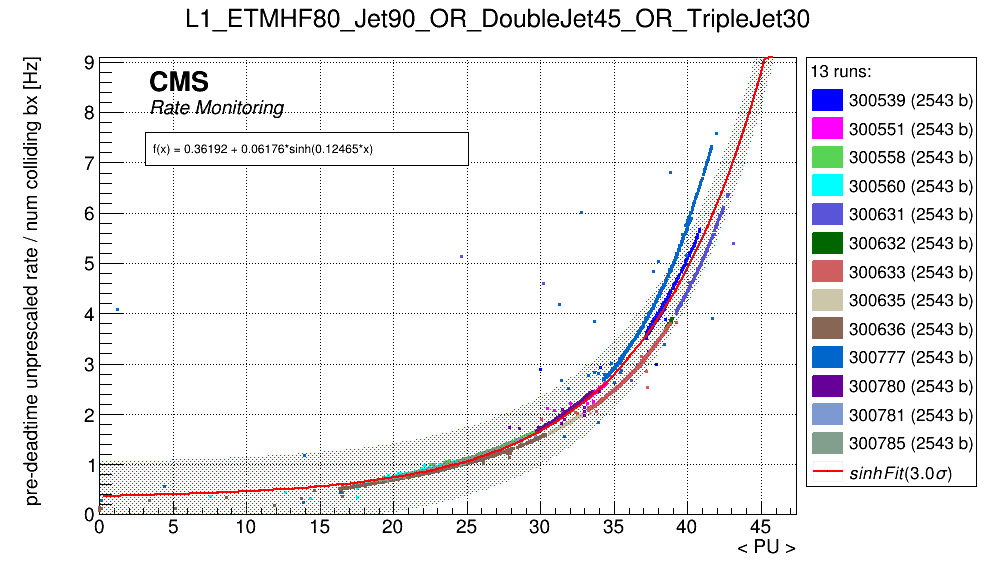 L1_ETMHF80_Jet90_OR_DoubleJet45_OR_TripleJet30
pre-deadtime unprescaled rate / num colliding bx [Hz]
CMS
Rate Monitoring
f(x) = 0.36192 + 0.06176*sinh(0.12465*x)
9
8
7
6
5
4
3
2
1
0
0 5 10 15 20 25 30 35 40 45
< PU >
13 runs:
300539 (2543 b)
300551 (2543 b)
300558 (2543 b)
300560 (2543 b)
300631 (2543 b)
300632 (2543 b)
300633 (2543 b)
300635 (2543 b)
300636 (2543 b)
300777 (2543 b)
300780 (2543 b)
300781 (2543 b)
300785 (2543 b)
sinhFit(3.0σ)